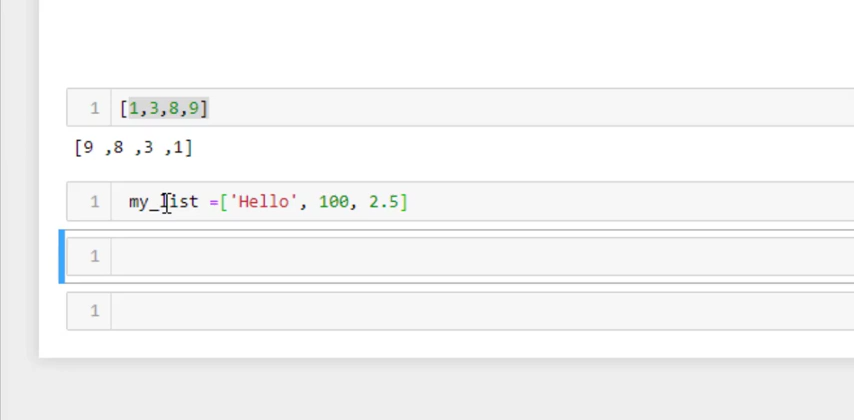 1 [1,3,8,9]
[9 ,8 ,3 ,1]
1 my_list =['Hello', 100, 2.5]
1
1